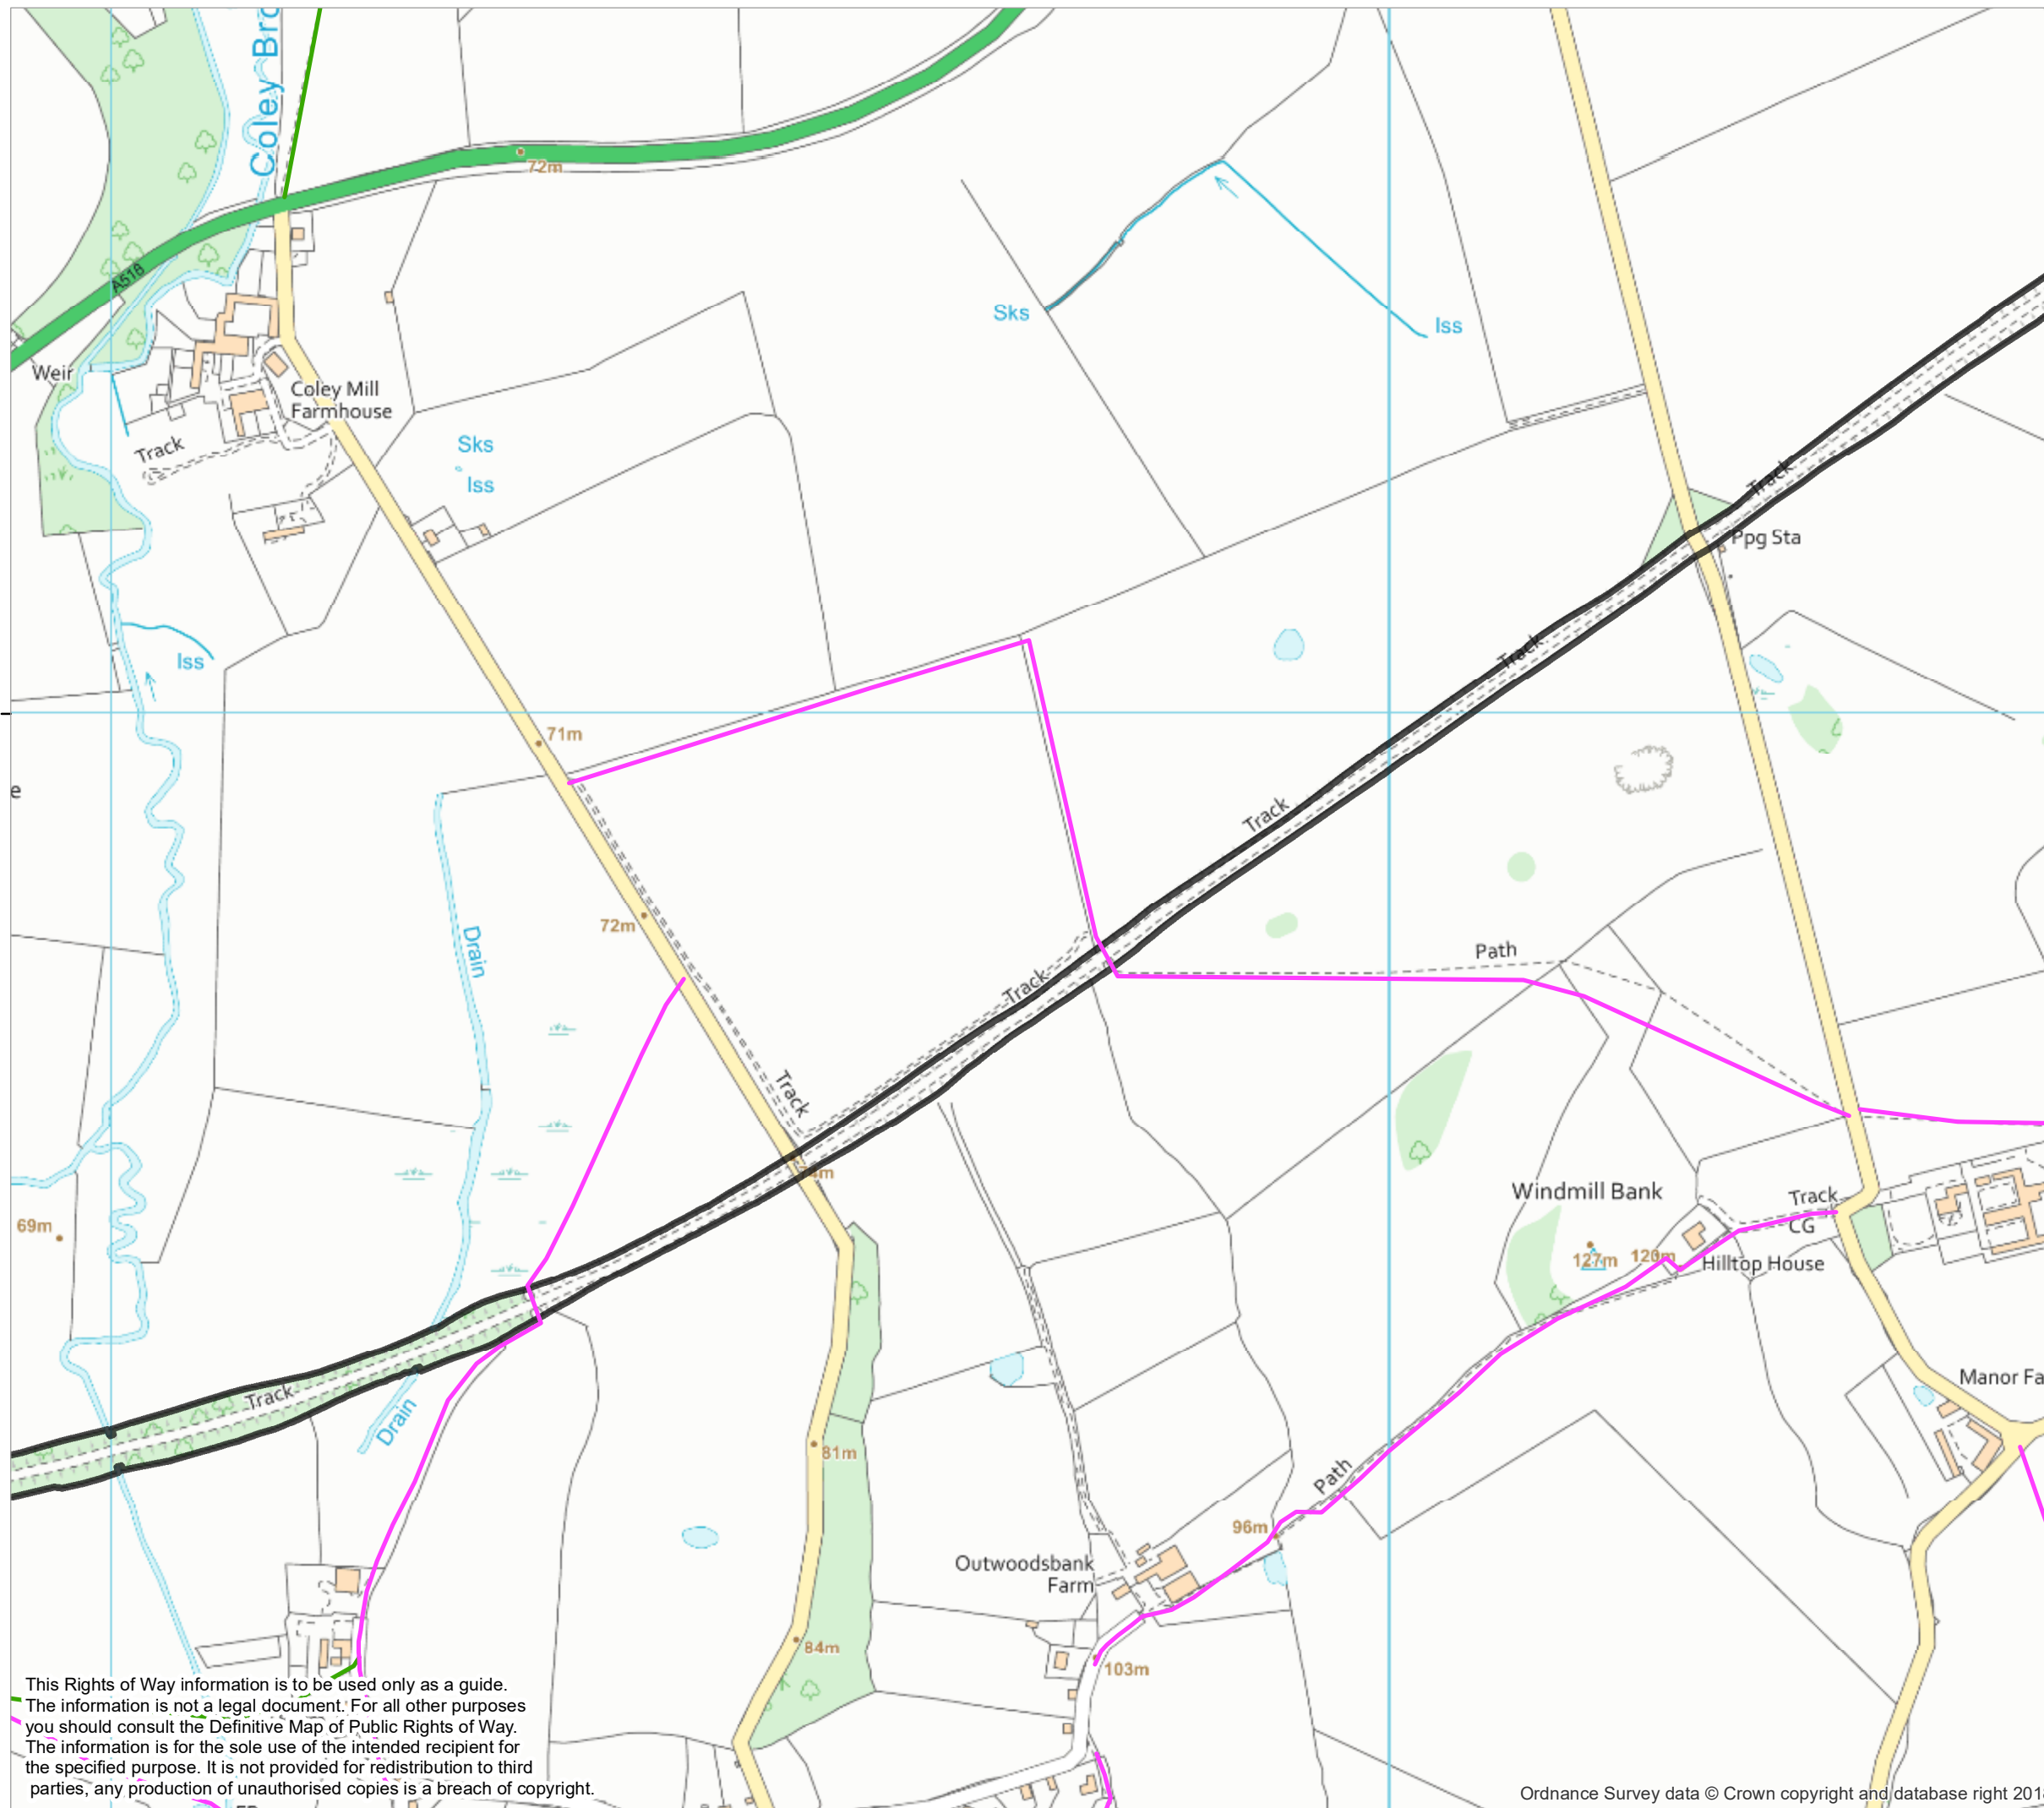 Coley Bro
72m
A518
Weir
Coley Mill
Farmhouse
Track
Sks
Iss
Sks
Iss
Track
Ppg Sta
Track
Iss
71m
e
Track
72m
Drain
Path
Track
Track
69m
Windmill Bank
Track
CG
127m
120m
Hilltop House
Manor Fa
Track
Drain
81m
Path
96m
Outwoodsbank
Farm
84m
103m
This Rights of Way information is to be used only as a guide.
The information is not a legal document. For all other purposes
you should consult the Definitive Map of Public Rights of Way.
The information is for the sole use of the intended recipient for
the specified purpose. It is not provided for redistribution to third
parties, any production of unauthorised copies is a breach of copyright.
Ordnance Survey data © Crown copyright and database right 201